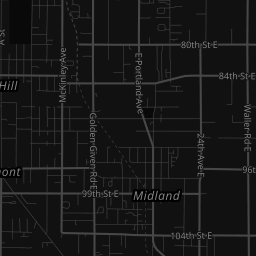 80th St E
84th St E
Hill
McKinley Ave
E Portland Ave
Golden Given Rd E
24th Ave E
Waller Rd E
96t
mont
99th St E
Midland
104th St E